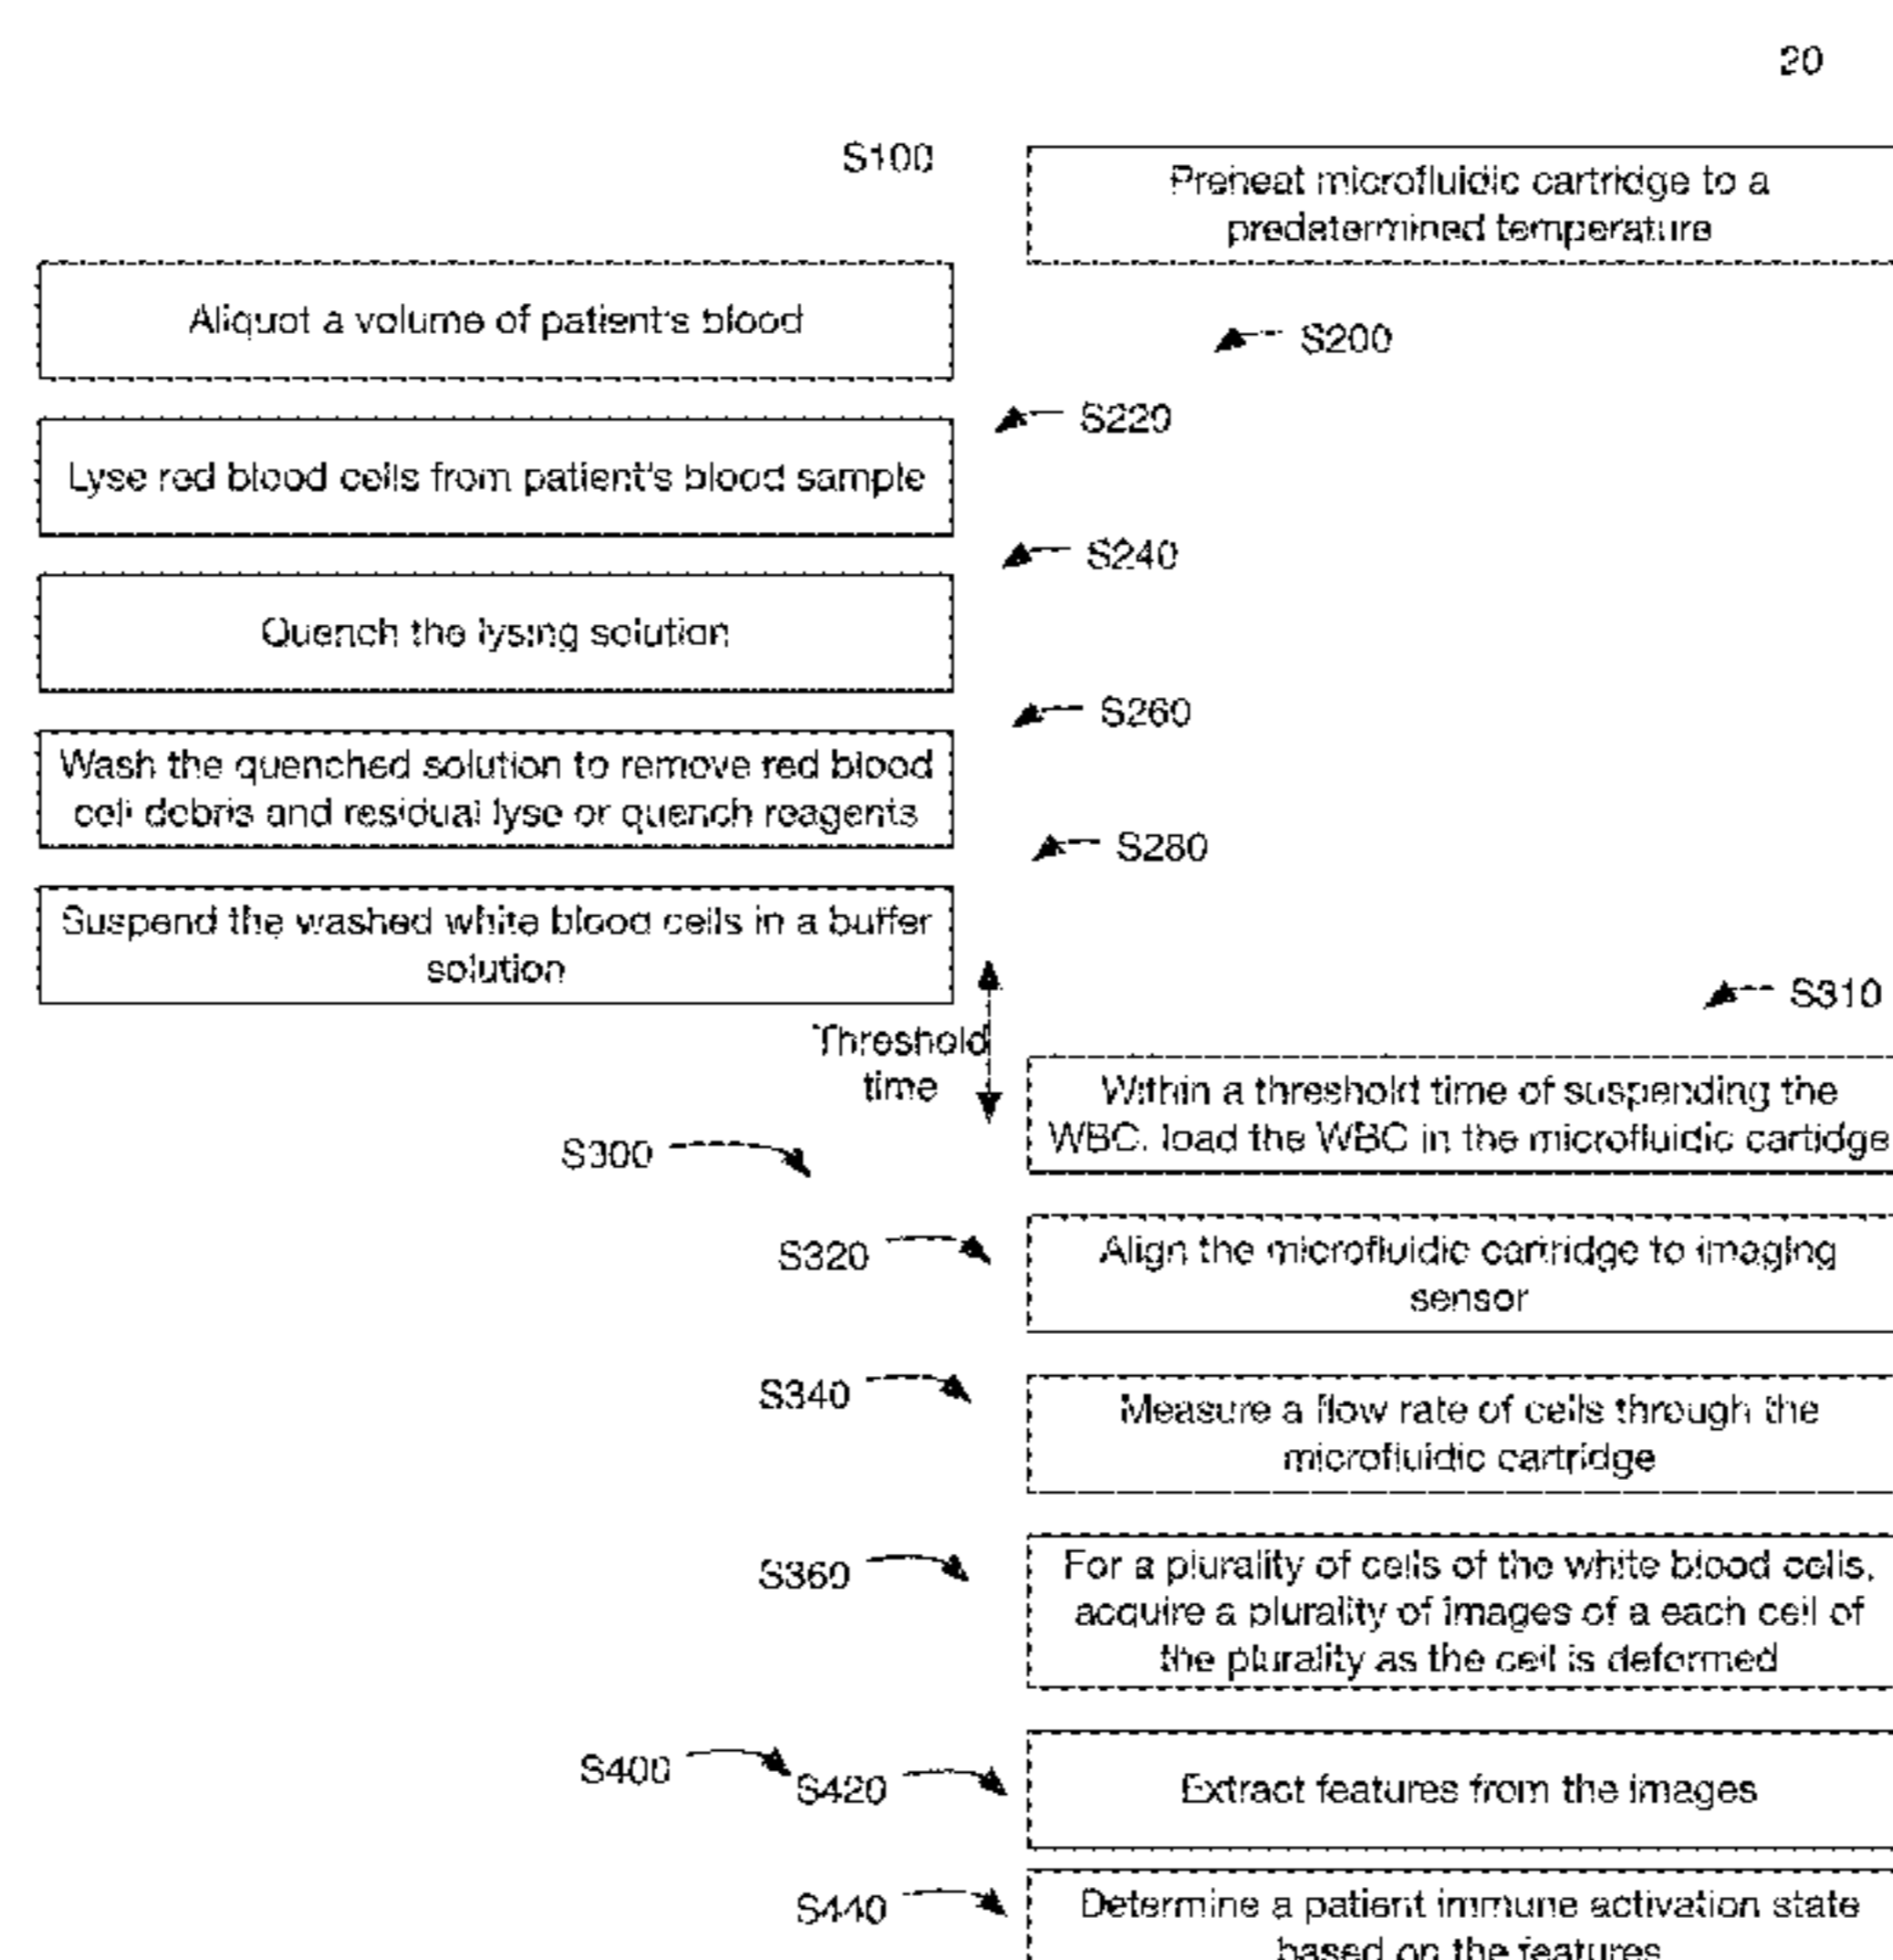 20
S100
Preheat microfluidic cartridge to a
predetermined temperature
Aliquot a volume of patient's blood
S200
S220
Lyse red blood cells from patient's blood sample
S240
Quench the lysing solution
S260
Wash the quenched solution to remove red blood
cell debris and residual lyse or quench reagents
S280
Suspend the washed white blood cells in a buffer
solution
S310
Threshold
time
Within a threshold time of suspending the
WBC, load the WBC in the microfluidic cartidge
S300
S320
Align the microfluidic cartridge to imaging
sensor
S340
Measure a flow rate of cells through the
microfluidic cartridge
S360
For a plurality of cells of the white blood cells,
acquire a plurality of images of a each cell of
the plurality as the cell is deformed
S400
S420
Extract features from the images
S440
Determine a patient immune activation state
based on the features